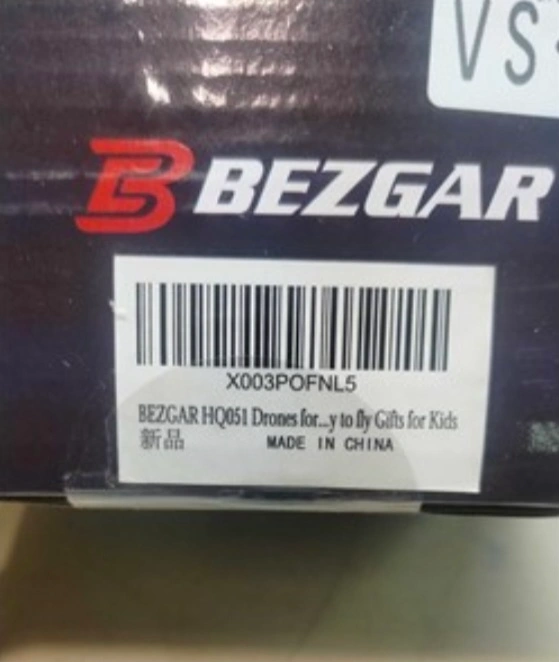 VS
BEZGAR
X003POFNL5
BEZGAR HQ051 Drones for...y to fly Gifts for Kids
新品 MADE IN CHINA